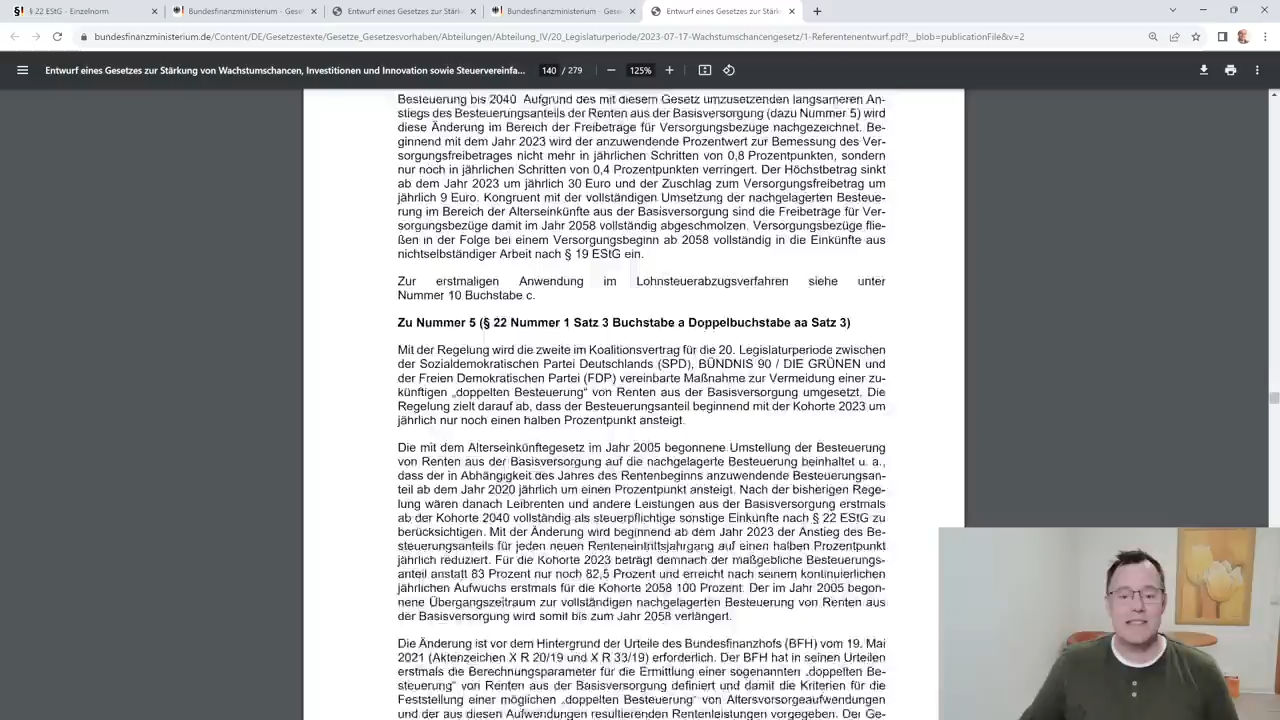 § 22 EStG - Einzelnorm
Bundesfinanzministerium - Geset
Entwurf eines Gesetzes zur Stärk
Bundesfinanzministerium - Geset
Entwurf eines Gesetzes zur Stärk
bundesfinanzministerium.de/Content/DE/Gesetzestexte/Gesetze_Gesetzesvorhaben/Abteilungen/Abteilung_IV/20_Legislaturperiode/2023-07-17-Wachstumschancengesetz/1-Referentenentwurf.pdf?__blob=publicationFile&v=2
Entwurf eines Gesetzes zur Stärkung von Wachstumschancen, Investitionen und Innovation sowie Steuervereinfa... 140 / 279 125%
Besteuerung bis 2040 Aufgrund des mit diesem Gesetz umzusetzenden langsameren An-
stiegs des Besteuerungsanteils der Renten aus der Basisversorgung (dazu Nummer 5) wird
diese Änderung im Bereich der Freibeträge für Versorgungsbezüge nachgezeichnet. Be-
ginnend mit dem Jahr 2023 wird der anzuwendende Prozentwert zur Bemessung des Ver-
sorgungsfreibetrages nicht mehr in jährlichen Schritten von 0,8 Prozentpunkten, sondern
nur noch in jährlichen Schritten von 0,4 Prozentpunkten verringert. Der Höchstbetrag sinkt
ab dem Jahr 2023 um jährlich 30 Euro und der Zuschlag zum Versorgungsfreibetrag um
jährlich 9 Euro. Kongruent mit der vollständigen Umsetzung der nachgelagerten Besteue-
rung im Bereich der Alterseinkünfte aus der Basisversorgung sind die Freibeträge für Ver-
sorgungsbezüge damit im Jahr 2058 vollständig abgeschmolzen. Versorgungsbezüge flie-
ßen in der Folge bei einem Versorgungsbeginn ab 2058 vollständig in die Einkünfte aus
nichtselbständiger Arbeit nach § 19 EStG ein.
Zur erstmaligen Anwendung im Lohnsteuerabzugsverfahren siehe unter
Nummer 10 Buchstabe c.
Zu Nummer 5 (§ 22 Nummer 1 Satz 3 Buchstabe a Doppelbuchstabe aa Satz 3)
Mit der Regelung wird die zweite im Koalitionsvertrag für die 20. Legislaturperiode zwischen
der Sozialdemokratischen Partei Deutschlands (SPD), BÜNDNIS 90 / DIE GRÜNEN und
der Freien Demokratischen Partei (FDP) vereinbarte Maßnahme zur Vermeidung einer zu-
künftigen „doppelten Besteuerung“ von Renten aus der Basisversorgung umgesetzt. Die
Regelung zielt darauf ab, dass der Besteuerungsanteil beginnend mit der Kohorte 2023 um
jährlich nur noch einen halben Prozentpunkt ansteigt.
Die mit dem Alterseinkünftegesetz im Jahr 2005 begonnene Umstellung der Besteuerung
von Renten aus der Basisversorgung auf die nachgelagerte Besteuerung beinhaltet u. a.,
dass der in Abhängigkeit des Jahres des Rentenbeginns anzuwendende Besteuerungsan-
teil ab dem Jahr 2020 jährlich um einen Prozentpunkt ansteigt. Nach der bisherigen Rege-
lung wären danach Leibrenten und andere Leistungen aus der Basisversorgung erstmals
ab der Kohorte 2040 vollständig als steuerpflichtige sonstige Einkünfte nach § 22 EStG zu
berücksichtigen. Mit der Änderung wird beginnend ab dem Jahr 2023 der Anstieg des Be-
steuerungsanteils für jeden neuen Renteneintrittsjahrgang auf einen halben Prozentpunkt
jährlich reduziert. Für die Kohorte 2023 beträgt demnach der maßgebliche Besteuerungs-
anteil anstatt 83 Prozent nur noch 82,5 Prozent und erreicht nach seinem kontinuierlichen
jährlichen Aufwuchs erstmals für die Kohorte 2058 100 Prozent. Der im Jahr 2005 begon-
nene Übergangszeitraum zur vollständigen nachgelagerten Besteuerung von Renten aus
der Basisversorgung wird somit bis zum Jahr 2058 verlängert.
Die Änderung ist vor dem Hintergrund der Urteile des Bundesfinanzhofs (BFH) vom 19. Mai
2021 (Aktenzeichen X R 20/19 und X R 33/19) erforderlich. Der BFH hat in seinen Urteilen
erstmals die Berechnungsparameter für die Ermittlung einer sogenannten „doppelten Be-
steuerung“ von Renten aus der Basisversorgung definiert und damit die Kriterien für die
Feststellung einer möglichen „doppelten Besteuerung“ von Altersvorsorgeaufwendungen
und der aus diesen Aufwendungen resultierenden Rentenleistungen vorgegeben. Der Ge-